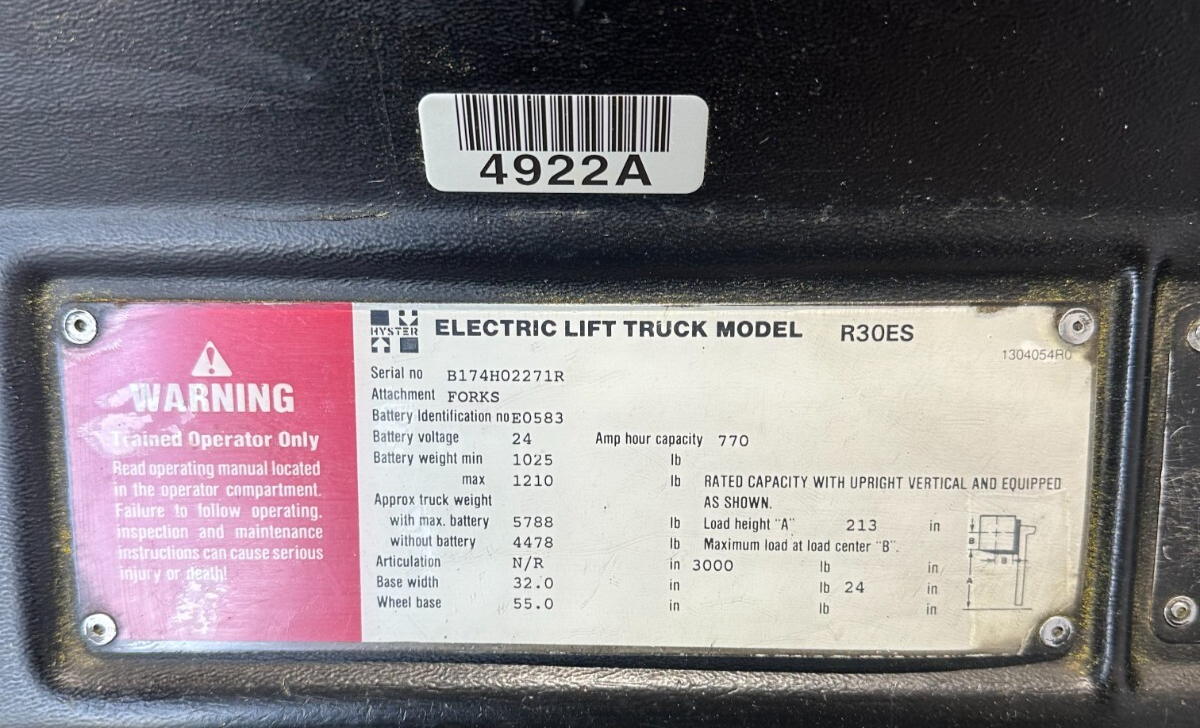 4922A
HYSTER ELECTRIC LIFT TRUCK MODEL R30ES
1304054R0
WARNING
Trained Operator Only
Read operating manual located
in the operator compartment.
Failure to follow operating,
inspection and maintenance
instructions can cause serious
injury or death!
Serial no B174H02271R
Attachment FORKS
Battery Identification no E0583
Battery voltage 24 Amp hour capacity 770
Battery weight min 1025 lb
max 1210 lb
Approx truck weight
with max. battery 5788 lb
without battery 4478 lb
Articulation N/R in
Base width 32.0 in
Wheel base 55.0 in
RATED CAPACITY WITH UPRIGHT VERTICAL AND EQUIPPED
AS SHOWN.
Load height "A" 213 in
Maximum load at load center "B".
3000 lb in
lb 24 in
lb in
B
B
A